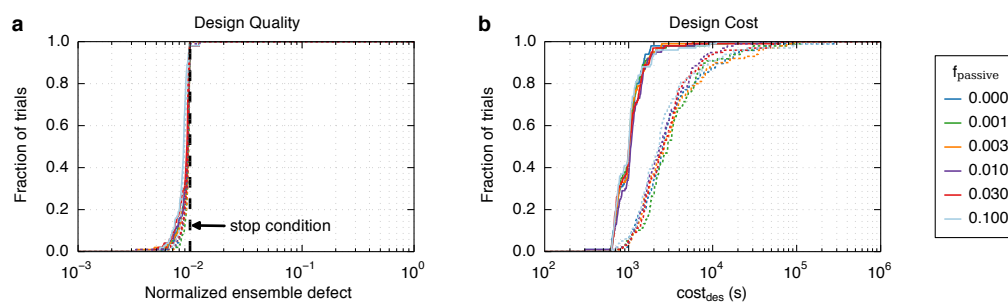 a
Design Quality
Fraction of trials
1.0
0.8
0.6
0.4
0.2
0.0
stop condition
10⁻³
10⁻²
10⁻¹
10⁰
Normalized ensemble defect
b
Design Cost
Fraction of trials
1.0
0.8
0.6
0.4
0.2
0.0
10²
10³
10⁴
10⁵
10⁶
cost_des (s)
f_passive
0.000
0.001
0.003
0.010
0.030
0.100